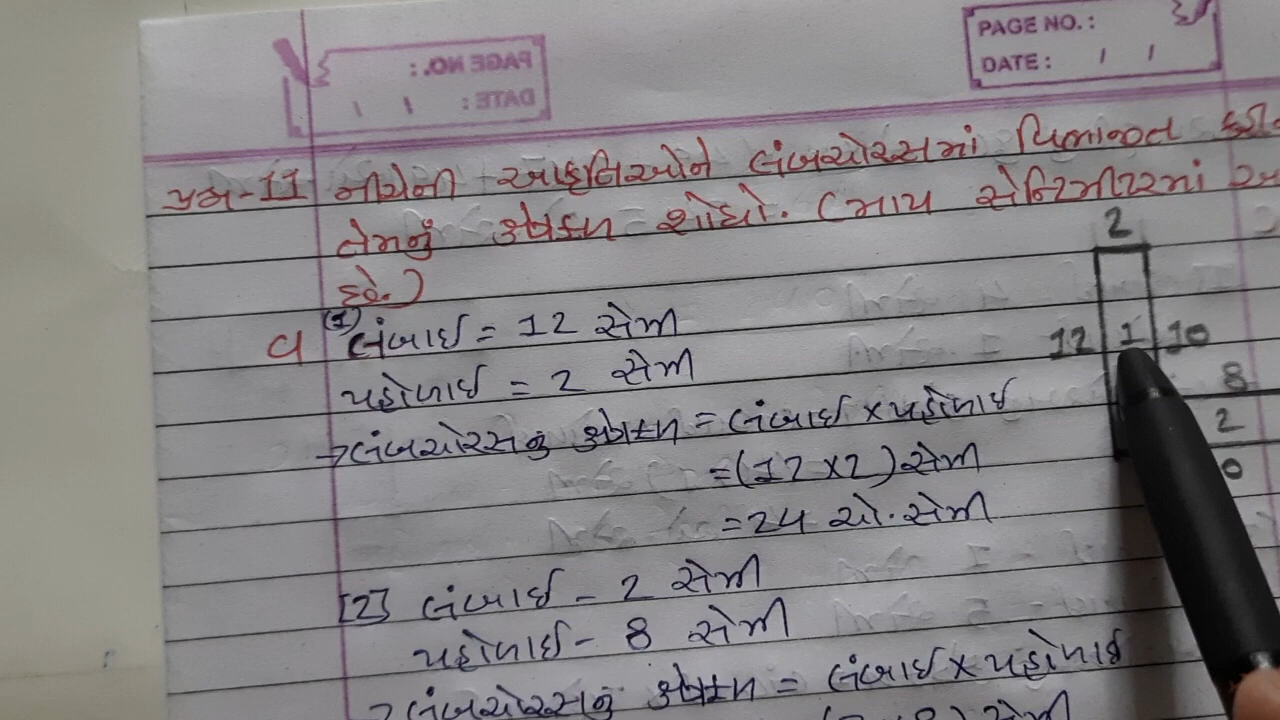 PAGE NO. :
DATE : / /
પ્રશ્ન-11 નીચેની આકૃતિઓને લંબચોરસમાં વિભાજીત કરી
તેમનું ક્ષેત્રફળ શોધો. (માપ સેન્ટિમીટરમાં
છે.)
(1) લંબાઈ = 12 સેમી
પહોળાઈ = 2 સેમી
→ લંબચોરસનું ક્ષેત્રફળ = લંબાઈ × પહોળાઈ
= (12 × 2) સેમી
= 24 ચો. સેમી
[2] લંબાઈ - 2 સેમી
પહોળાઈ - 8 સેમી
→ લંબચોરસનું ક્ષેત્રફળ = લંબાઈ × પહોળાઈ
2
12 1 10
8
2
0